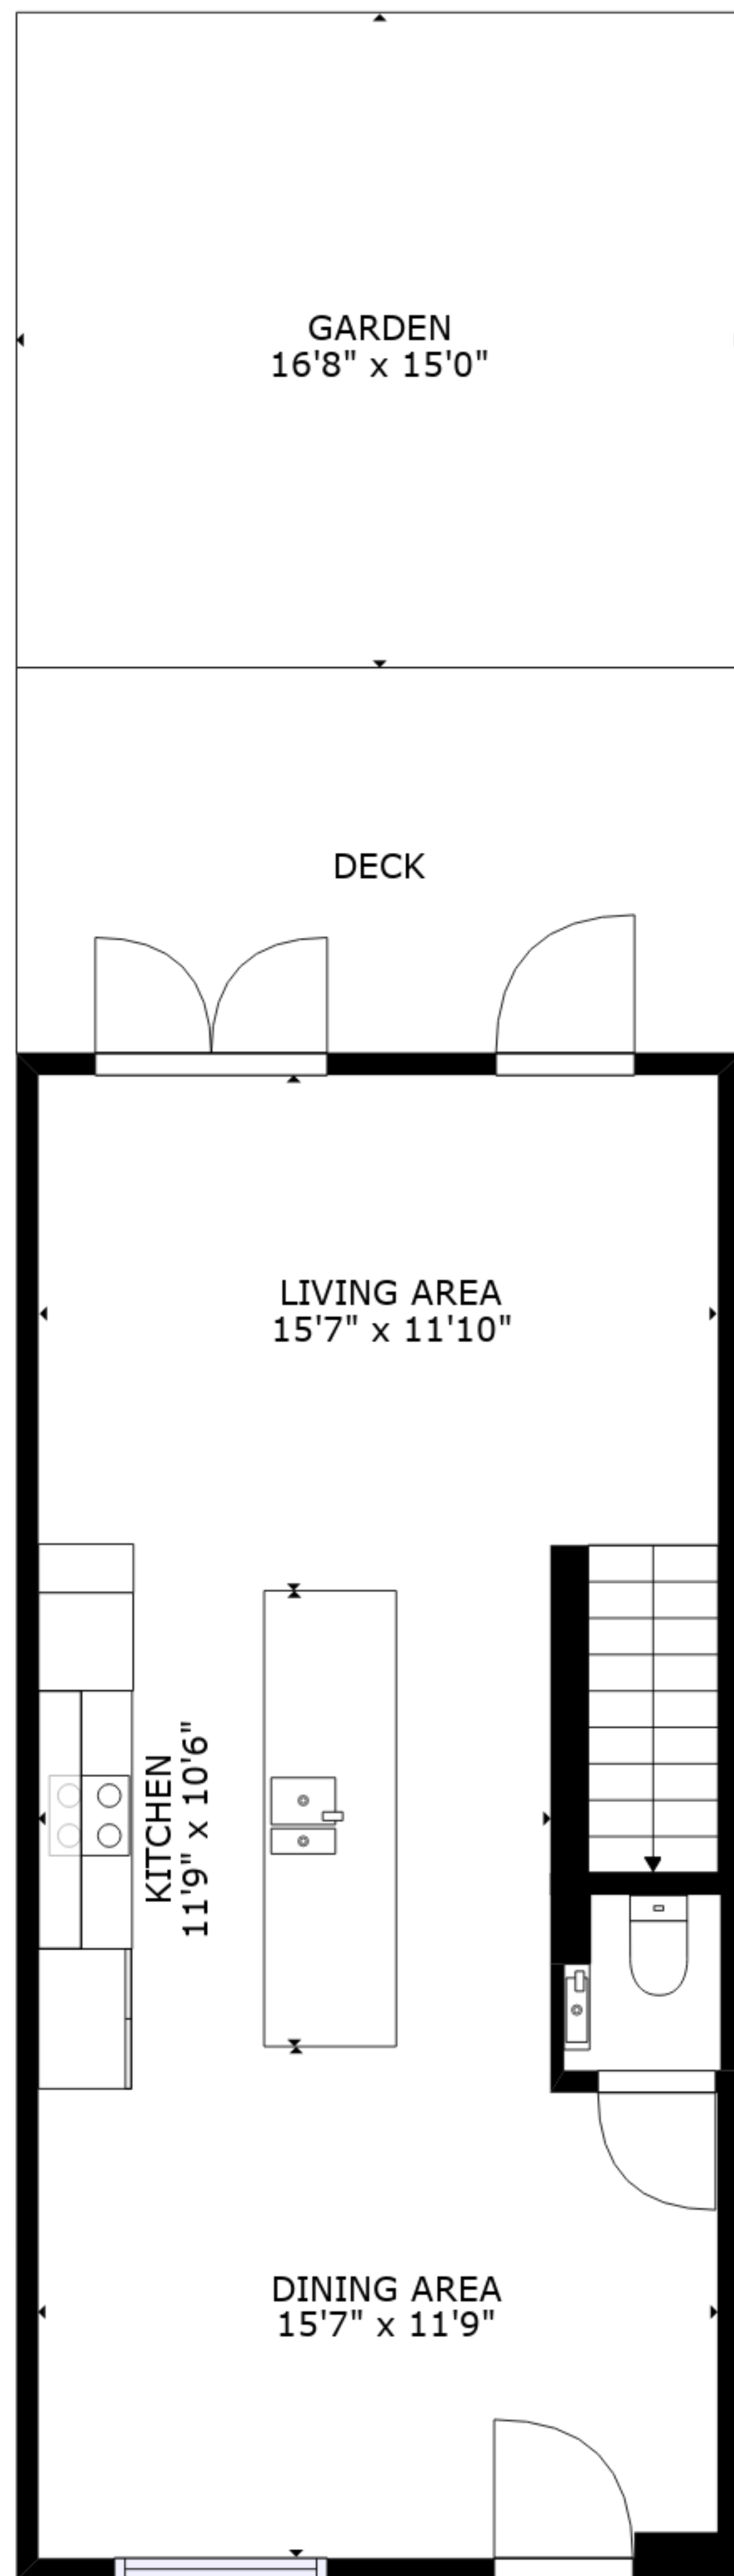 GARDEN
16'8" x 15'0"
DECK
LIVING AREA
15'7" x 11'10"
KITCHEN
11'9" x 10'6"
DINING AREA
15'7" x 11'9"